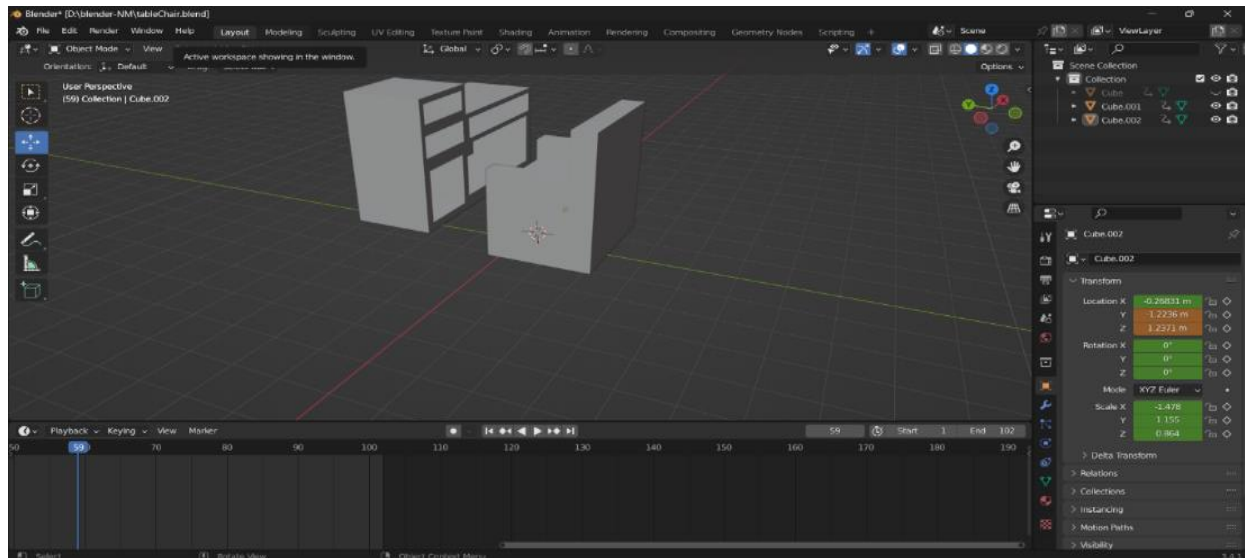 Blender* [D:\blender-NM\tableChair.blend]
File Edit Render Window Help Layout Modeling Sculpting UV Editing Texture Paint Shading Animation Rendering Compositing Geometry Nodes Scripting + Scene ViewLayer
Object Mode View Global
Active workspace showing in the window.
Orientation: Default Options
User Perspective
(59) Collection | Cube.002
Scene Collection
Collection
Cube
Cube.001
Cube.002
Cube.002
Cube.002
Transform
Location X -0.26831 m
Y -1.2236 m
Z 1.2371 m
Rotation X 0°
Y 0°
Z 0°
Mode XYZ Euler
Scale X -1.478
Y 1.155
Z 0.864
Delta Transform
Relations
Collections
Instancing
Motion Paths
Visibility
Playback Keying View Marker 59 Start 1 End 102
50 59 70 80 90 100 110 120 130 140 150 160 170 180 190
Select Rotate View Object Context Menu